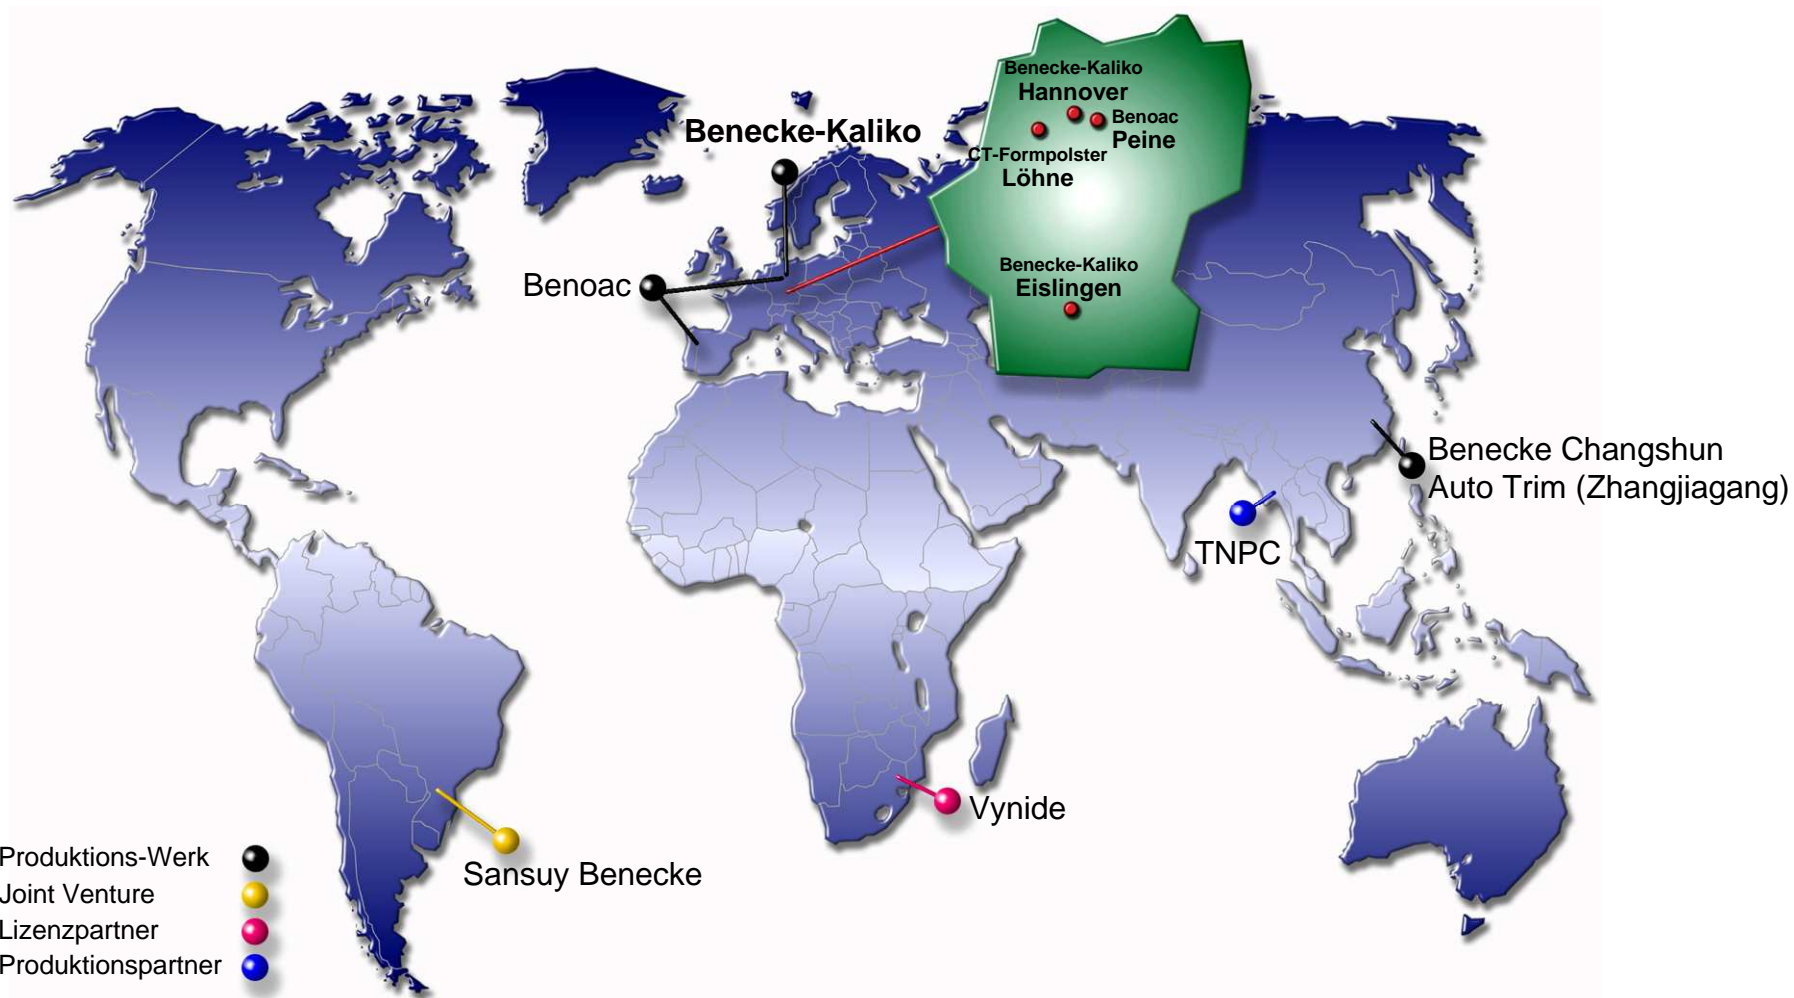 Benecke-Kaliko
Hannover
Benoac
Peine
CT-Formpolster
Löhne
Benecke-Kaliko
Eislingen
Benecke-Kaliko
Benoac
Benecke Changshun
Auto Trim (Zhangjiagang)
TNPC
Vynide
Sansuy Benecke
Produktions-Werk
Joint Venture
Lizenzpartner
Produktionspartner